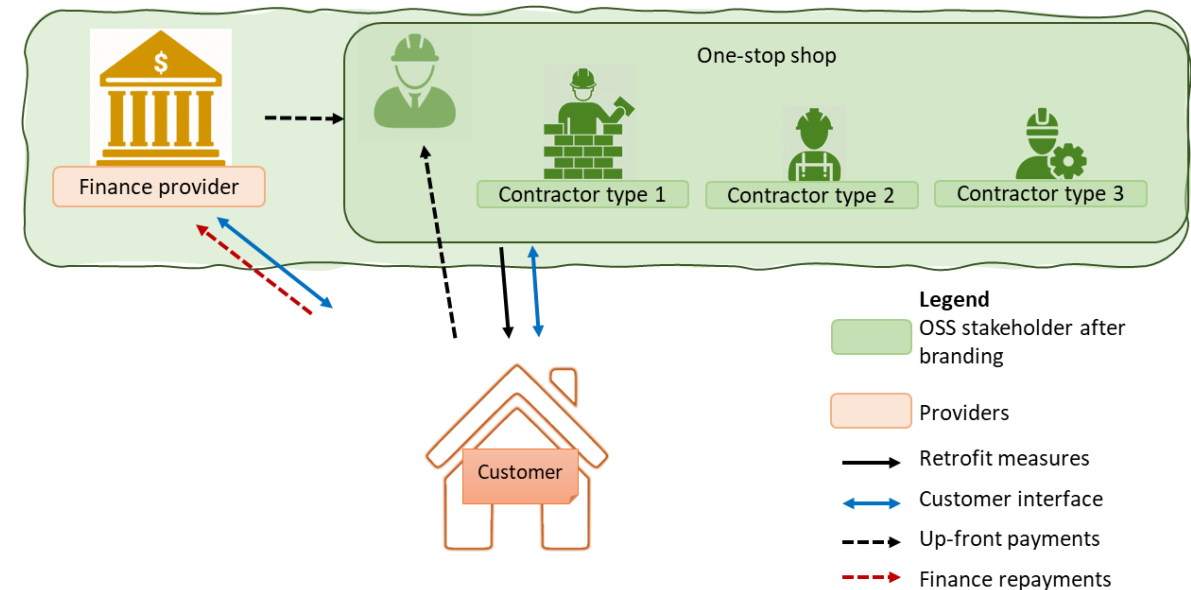 $
One-stop shop
Finance provider
Contractor type 1
Contractor type 2
Contractor type 3
Customer
Legend
OSS stakeholder after
branding
Providers
Retrofit measures
Customer interface
Up-front payments
Finance repayments